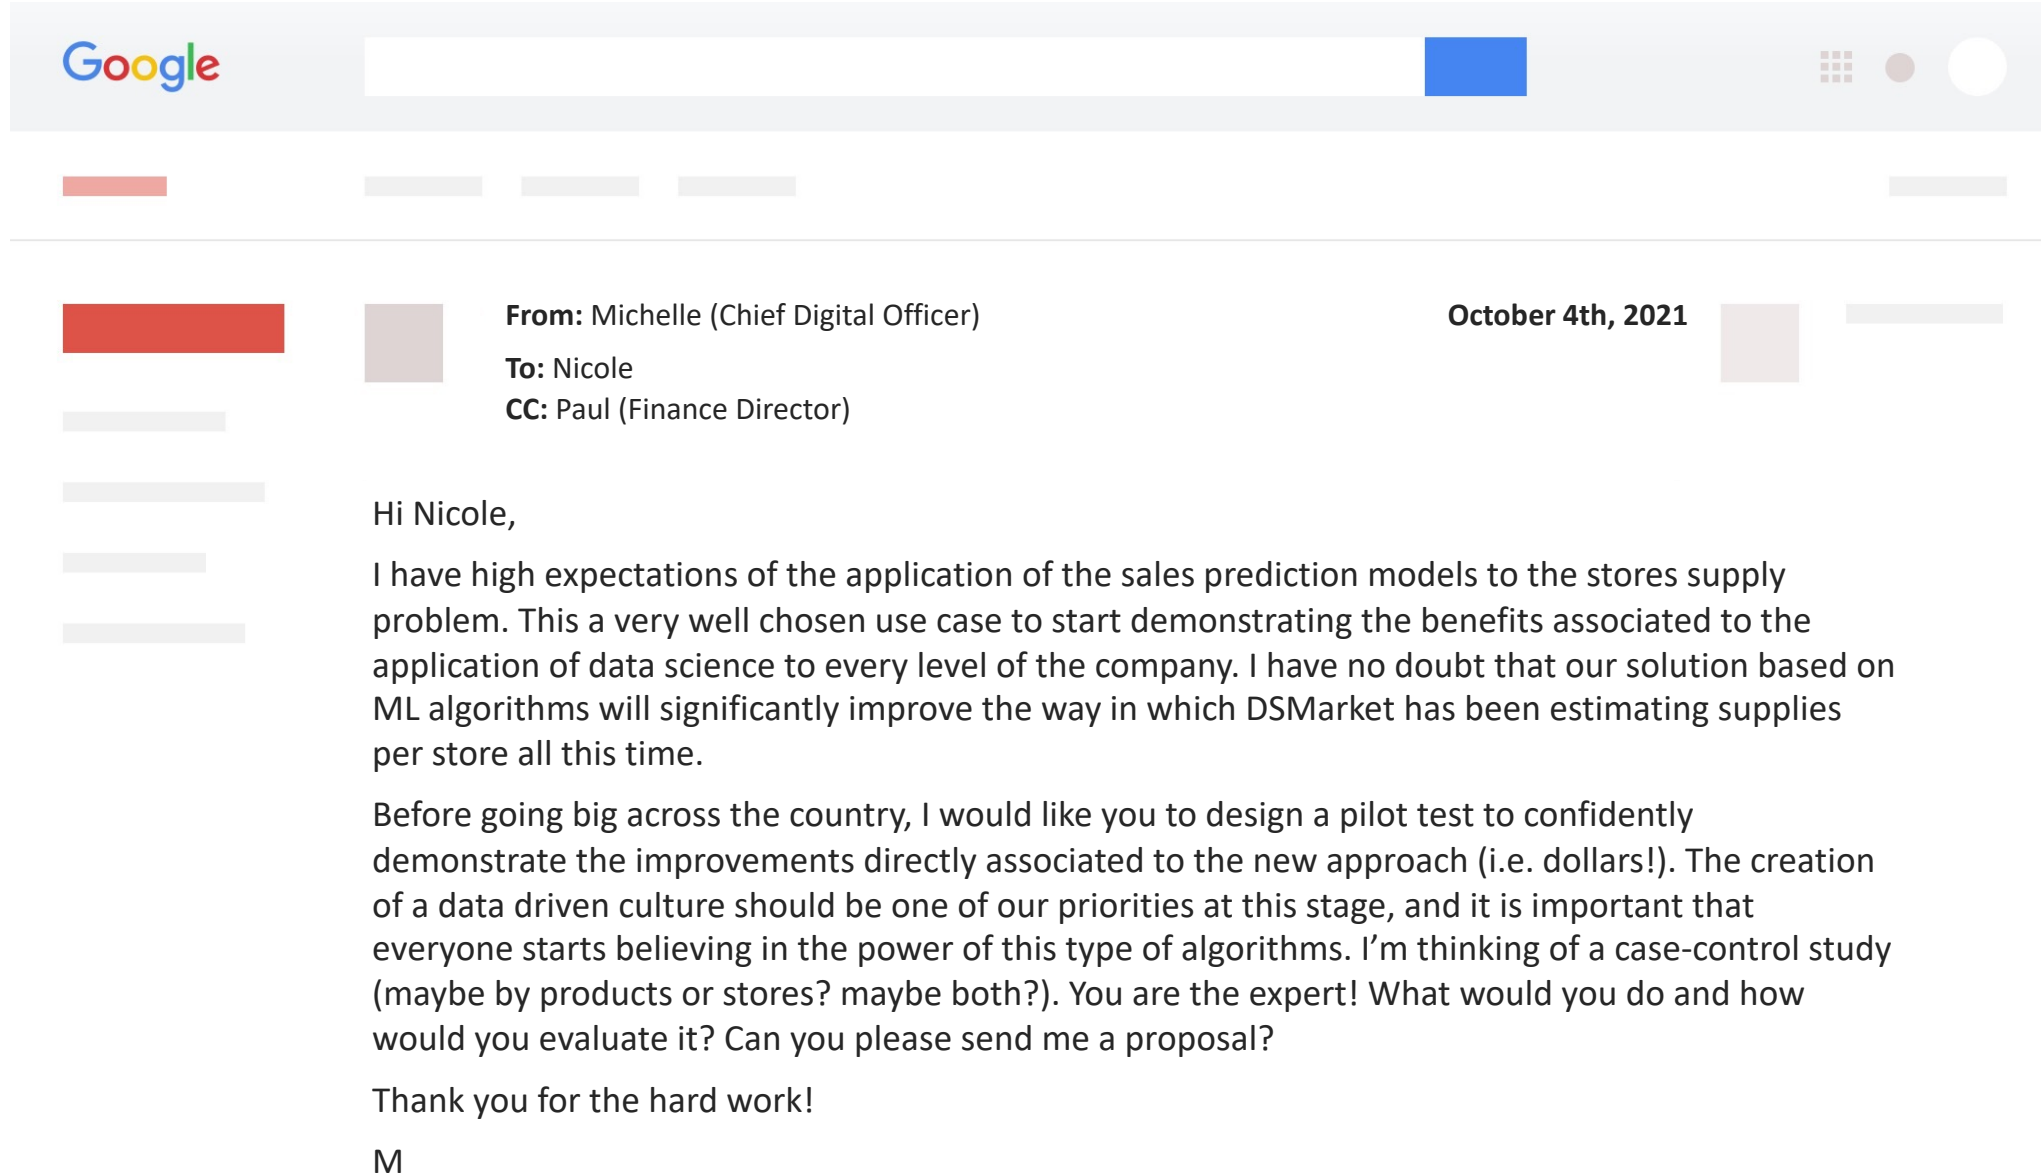 Google
From: Michelle (Chief Digital Officer)
October 4th, 2021
To: Nicole
CC: Paul (Finance Director)
Hi Nicole,
I have high expectations of the application of the sales prediction models to the stores supply
problem. This a very well chosen use case to start demonstrating the benefits associated to the
application of data science to every level of the company. I have no doubt that our solution based on
ML algorithms will significantly improve the way in which DSMarket has been estimating supplies
per store all this time.
Before going big across the country, I would like you to design a pilot test to confidently
demonstrate the improvements directly associated to the new approach (i.e. dollars!). The creation
of a data driven culture should be one of our priorities at this stage, and it is important that
everyone starts believing in the power of this type of algorithms. I’m thinking of a case-control study
(maybe by products or stores? maybe both?). You are the expert! What would you do and how
would you evaluate it? Can you please send me a proposal?
Thank you for the hard work!
M